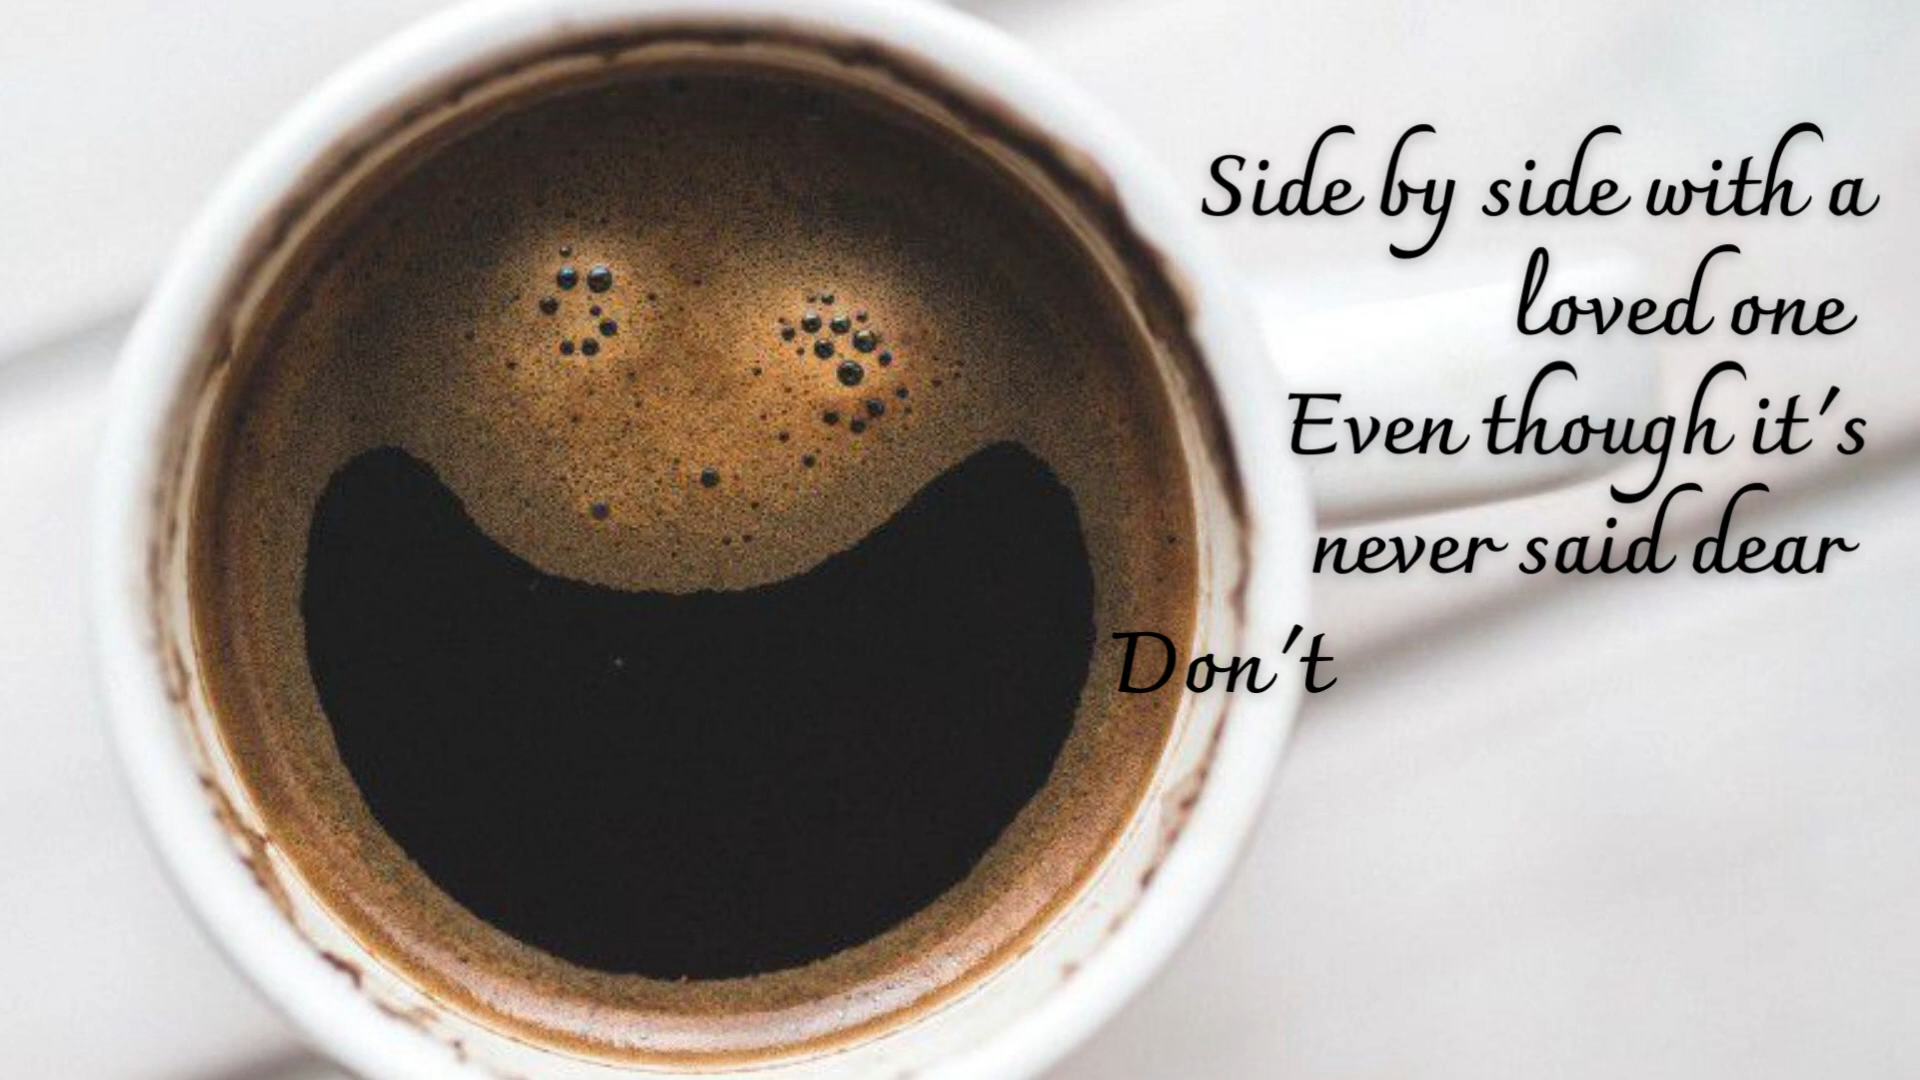 Side by side with a
loved one
Even though it's
never said dear
Don't